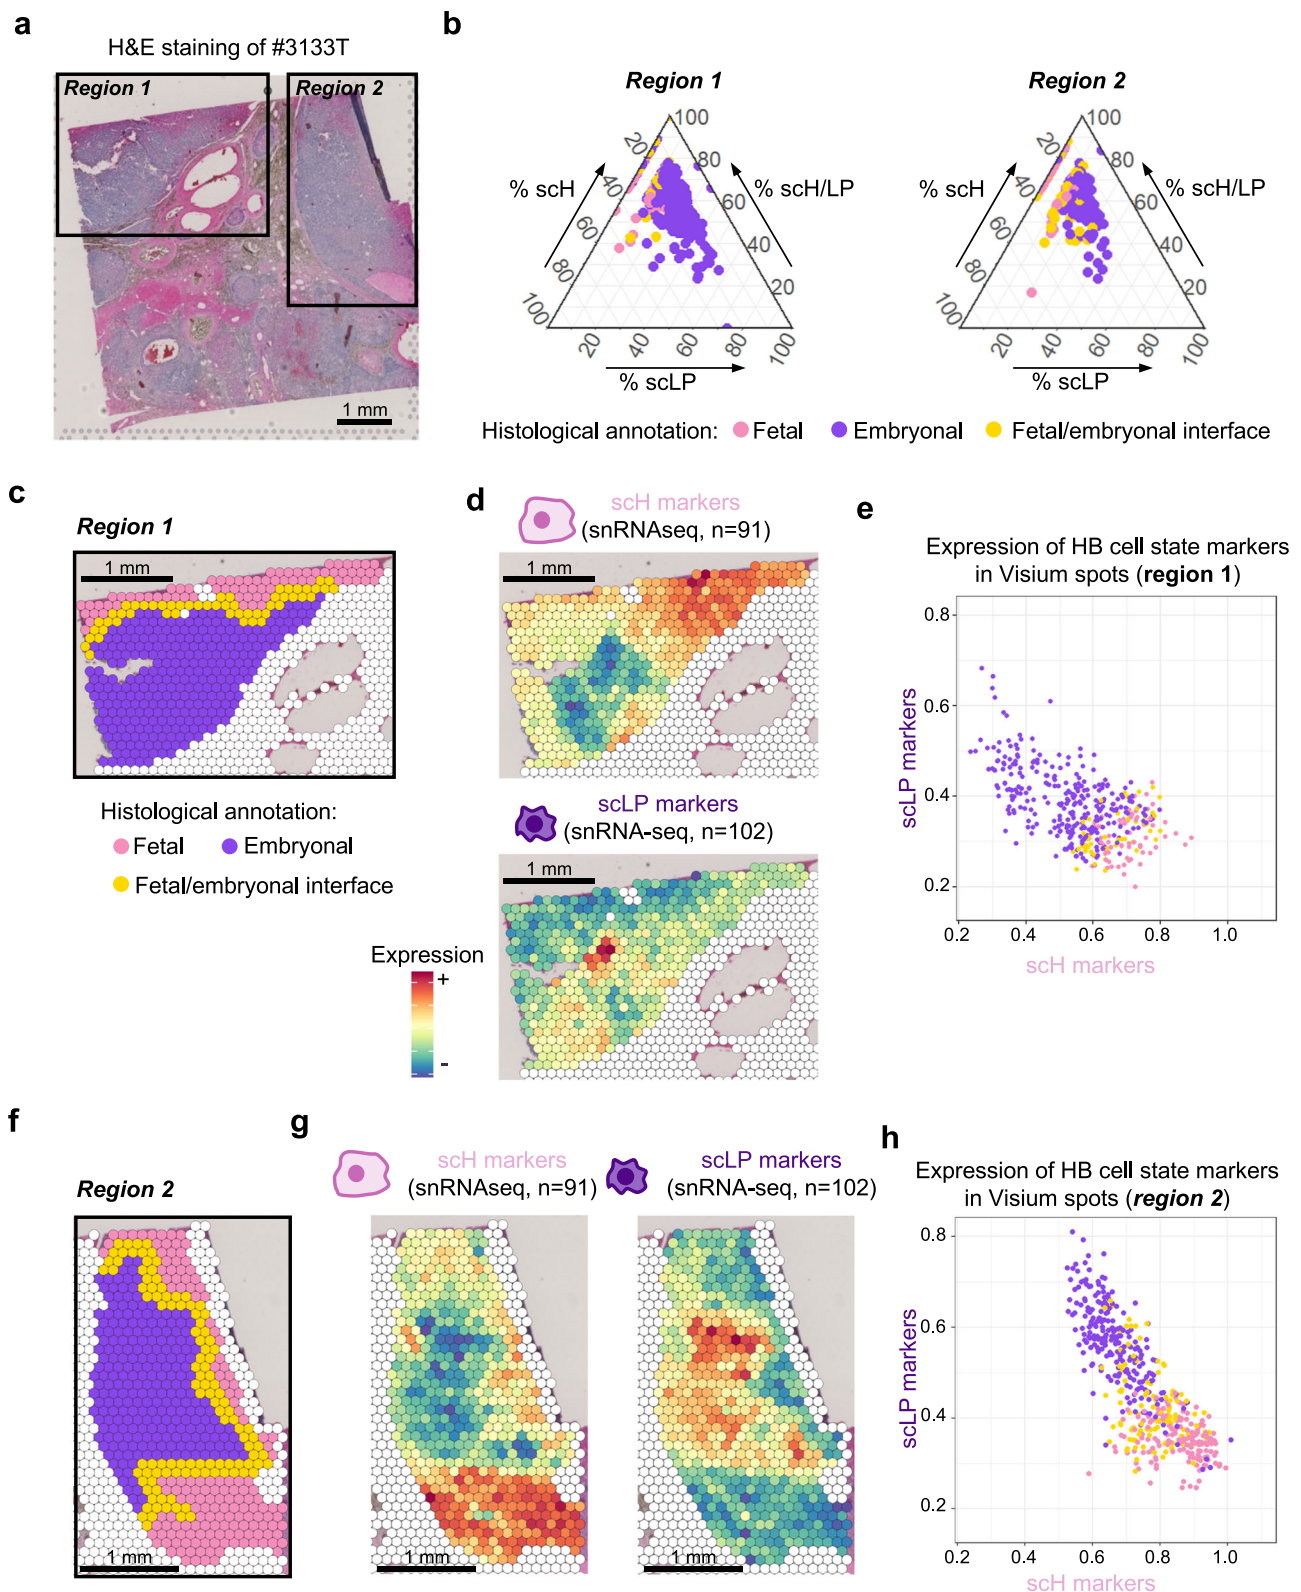 a
H&E staining of #3133T
Region 1
Region 2
1 mm
b
Region 1
100
80
60
40
20
20
40
60
80
100
20
40
60
80
100
% scH
% scH/LP
% scLP
Region 2
100
80
60
40
20
20
40
60
80
100
20
40
60
80
100
% scH
% scH/LP
% scLP
Histological annotation: Fetal Embryonal Fetal/embryonal interface
c
Region 1
1 mm
Histological annotation:
Fetal Embryonal
Fetal/embryonal interface
d
scH markers
(snRNAseq, n=91)
1 mm
scLP markers
(snRNA-seq, n=102)
1 mm
Expression
+
-
e
Expression of HB cell state markers
in Visium spots (region 1)
scLP markers
0.8
0.6
0.4
0.2
0.2 0.4 0.6 0.8 1.0
scH markers
f
Region 2
1 mm
g
scH markers
(snRNAseq, n=91)
1 mm
scLP markers
(snRNA-seq, n=102)
1 mm
h
Expression of HB cell state markers
in Visium spots (region 2)
scLP markers
0.8
0.6
0.4
0.2
0.2 0.4 0.6 0.8 1.0
scH markers